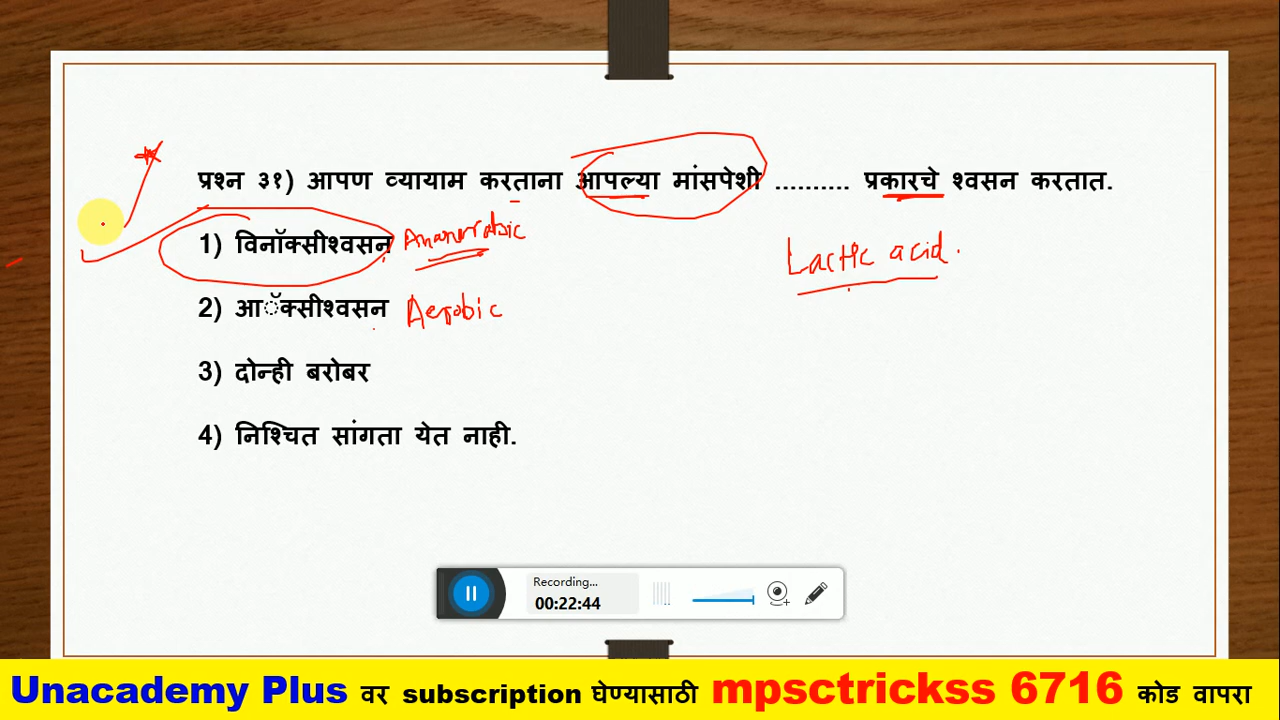 प्रश्न ३१) आपण व्यायाम करताना आपल्या मांसपेशी .......... प्रकारचे श्वसन करतात.
1) विनॉक्सीश्वसन
2) आॅक्सीश्वसन Aerobic
Lactic acid.
3) दोन्ही बरोबर
4) निश्चित सांगता येत नाही.
Recording...
00:22:44
Unacademy Plus वर subscription घेण्यासाठी mpsctrickss 6716 कोड वापरा